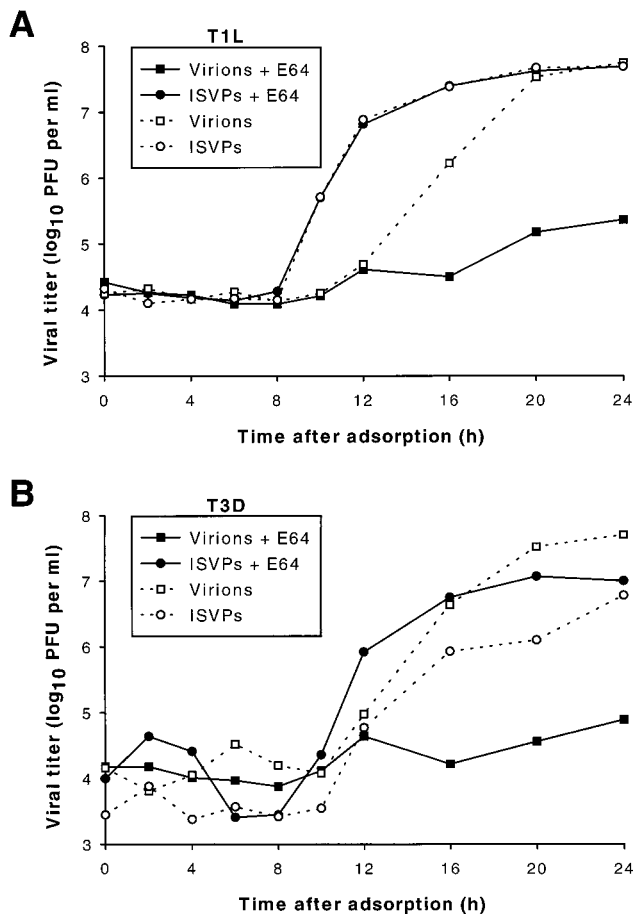 A
T1L
Virions + E64
ISVPs + E64
Virions
ISVPs
Viral titer (log10 PFU per ml)
8
7
6
5
4
3
0 4 8 12 16 20 24
Time after adsorption (h)
B
T3D
Virions + E64
ISVPs + E64
Virions
ISVPs
Viral titer (log10 PFU per ml)
8
7
6
5
4
3
0 4 8 12 16 20 24
Time after adsorption (h)